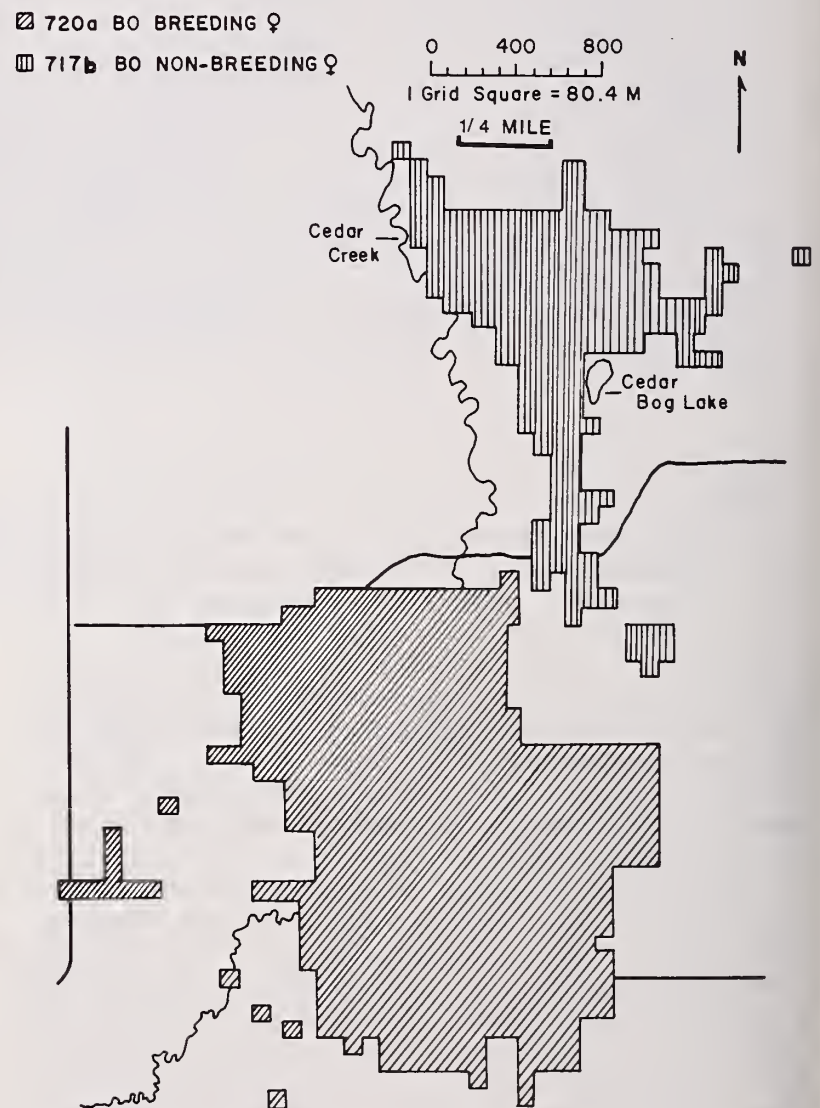 720a BO BREEDING ♀
717b BO NON-BREEDING ♀
0 400 800
1 Grid Square = 80.4 M
1/4 MILE
N
Cedar
Creek
Cedar
Bog Lake